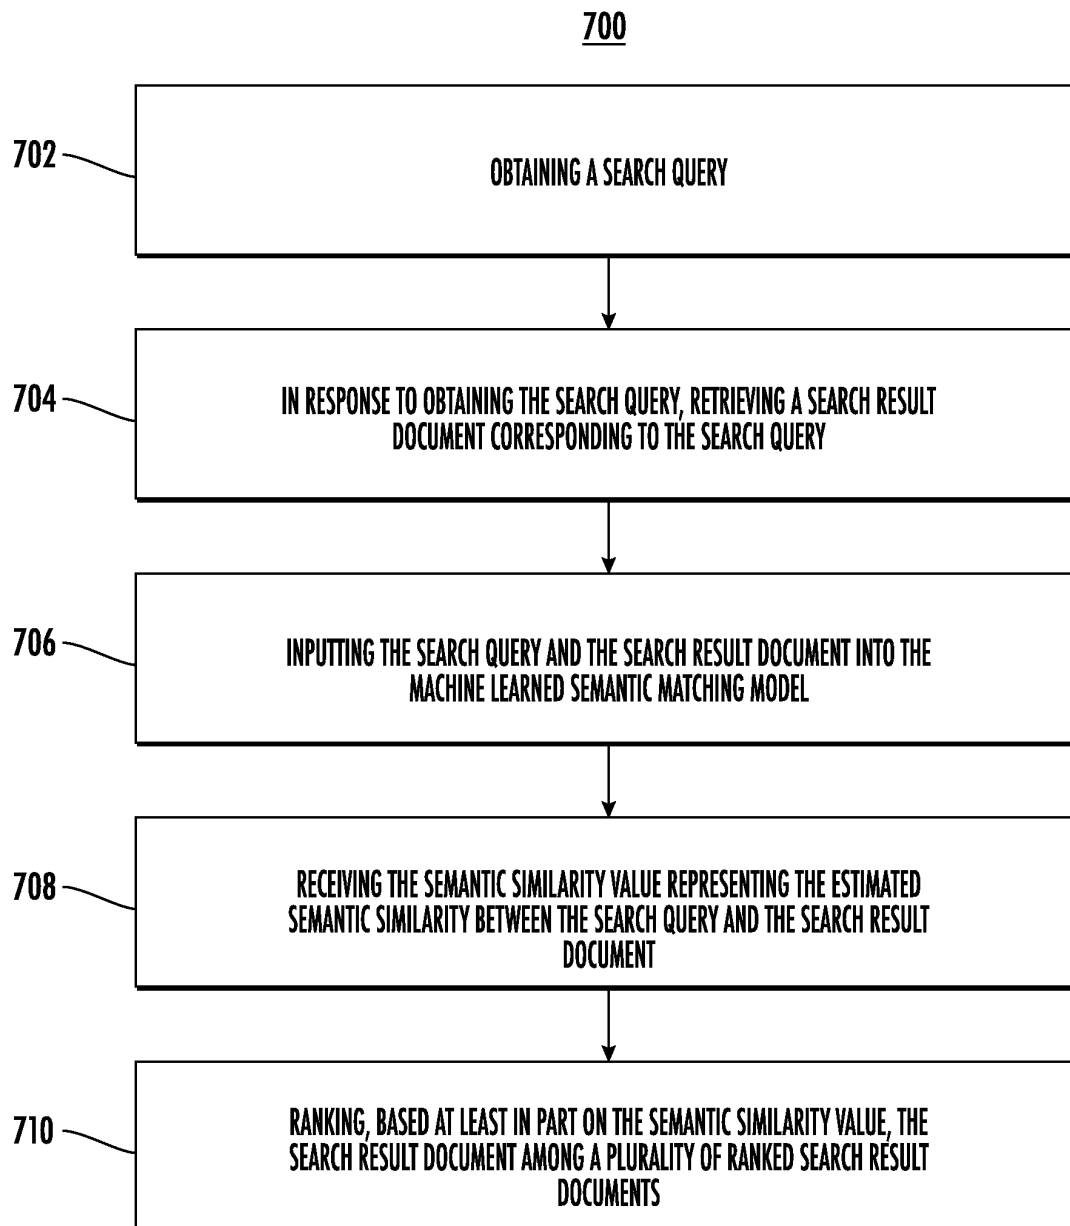 700
702
OBTAINING A SEARCH QUERY
704
IN RESPONSE TO OBTAINING THE SEARCH QUERY, RETRIEVING A SEARCH RESULT
DOCUMENT CORRESPONDING TO THE SEARCH QUERY
706
INPUTTING THE SEARCH QUERY AND THE SEARCH RESULT DOCUMENT INTO THE
MACHINE LEARNED SEMANTIC MATCHING MODEL
708
RECEIVING THE SEMANTIC SIMILARITY VALUE REPRESENTING THE ESTIMATED
SEMANTIC SIMILARITY BETWEEN THE SEARCH QUERY AND THE SEARCH RESULT
DOCUMENT
710
RANKING, BASED AT LEAST IN PART ON THE SEMANTIC SIMILARITY VALUE, THE
SEARCH RESULT DOCUMENT AMONG A PLURALITY OF RANKED SEARCH RESULT
DOCUMENTS